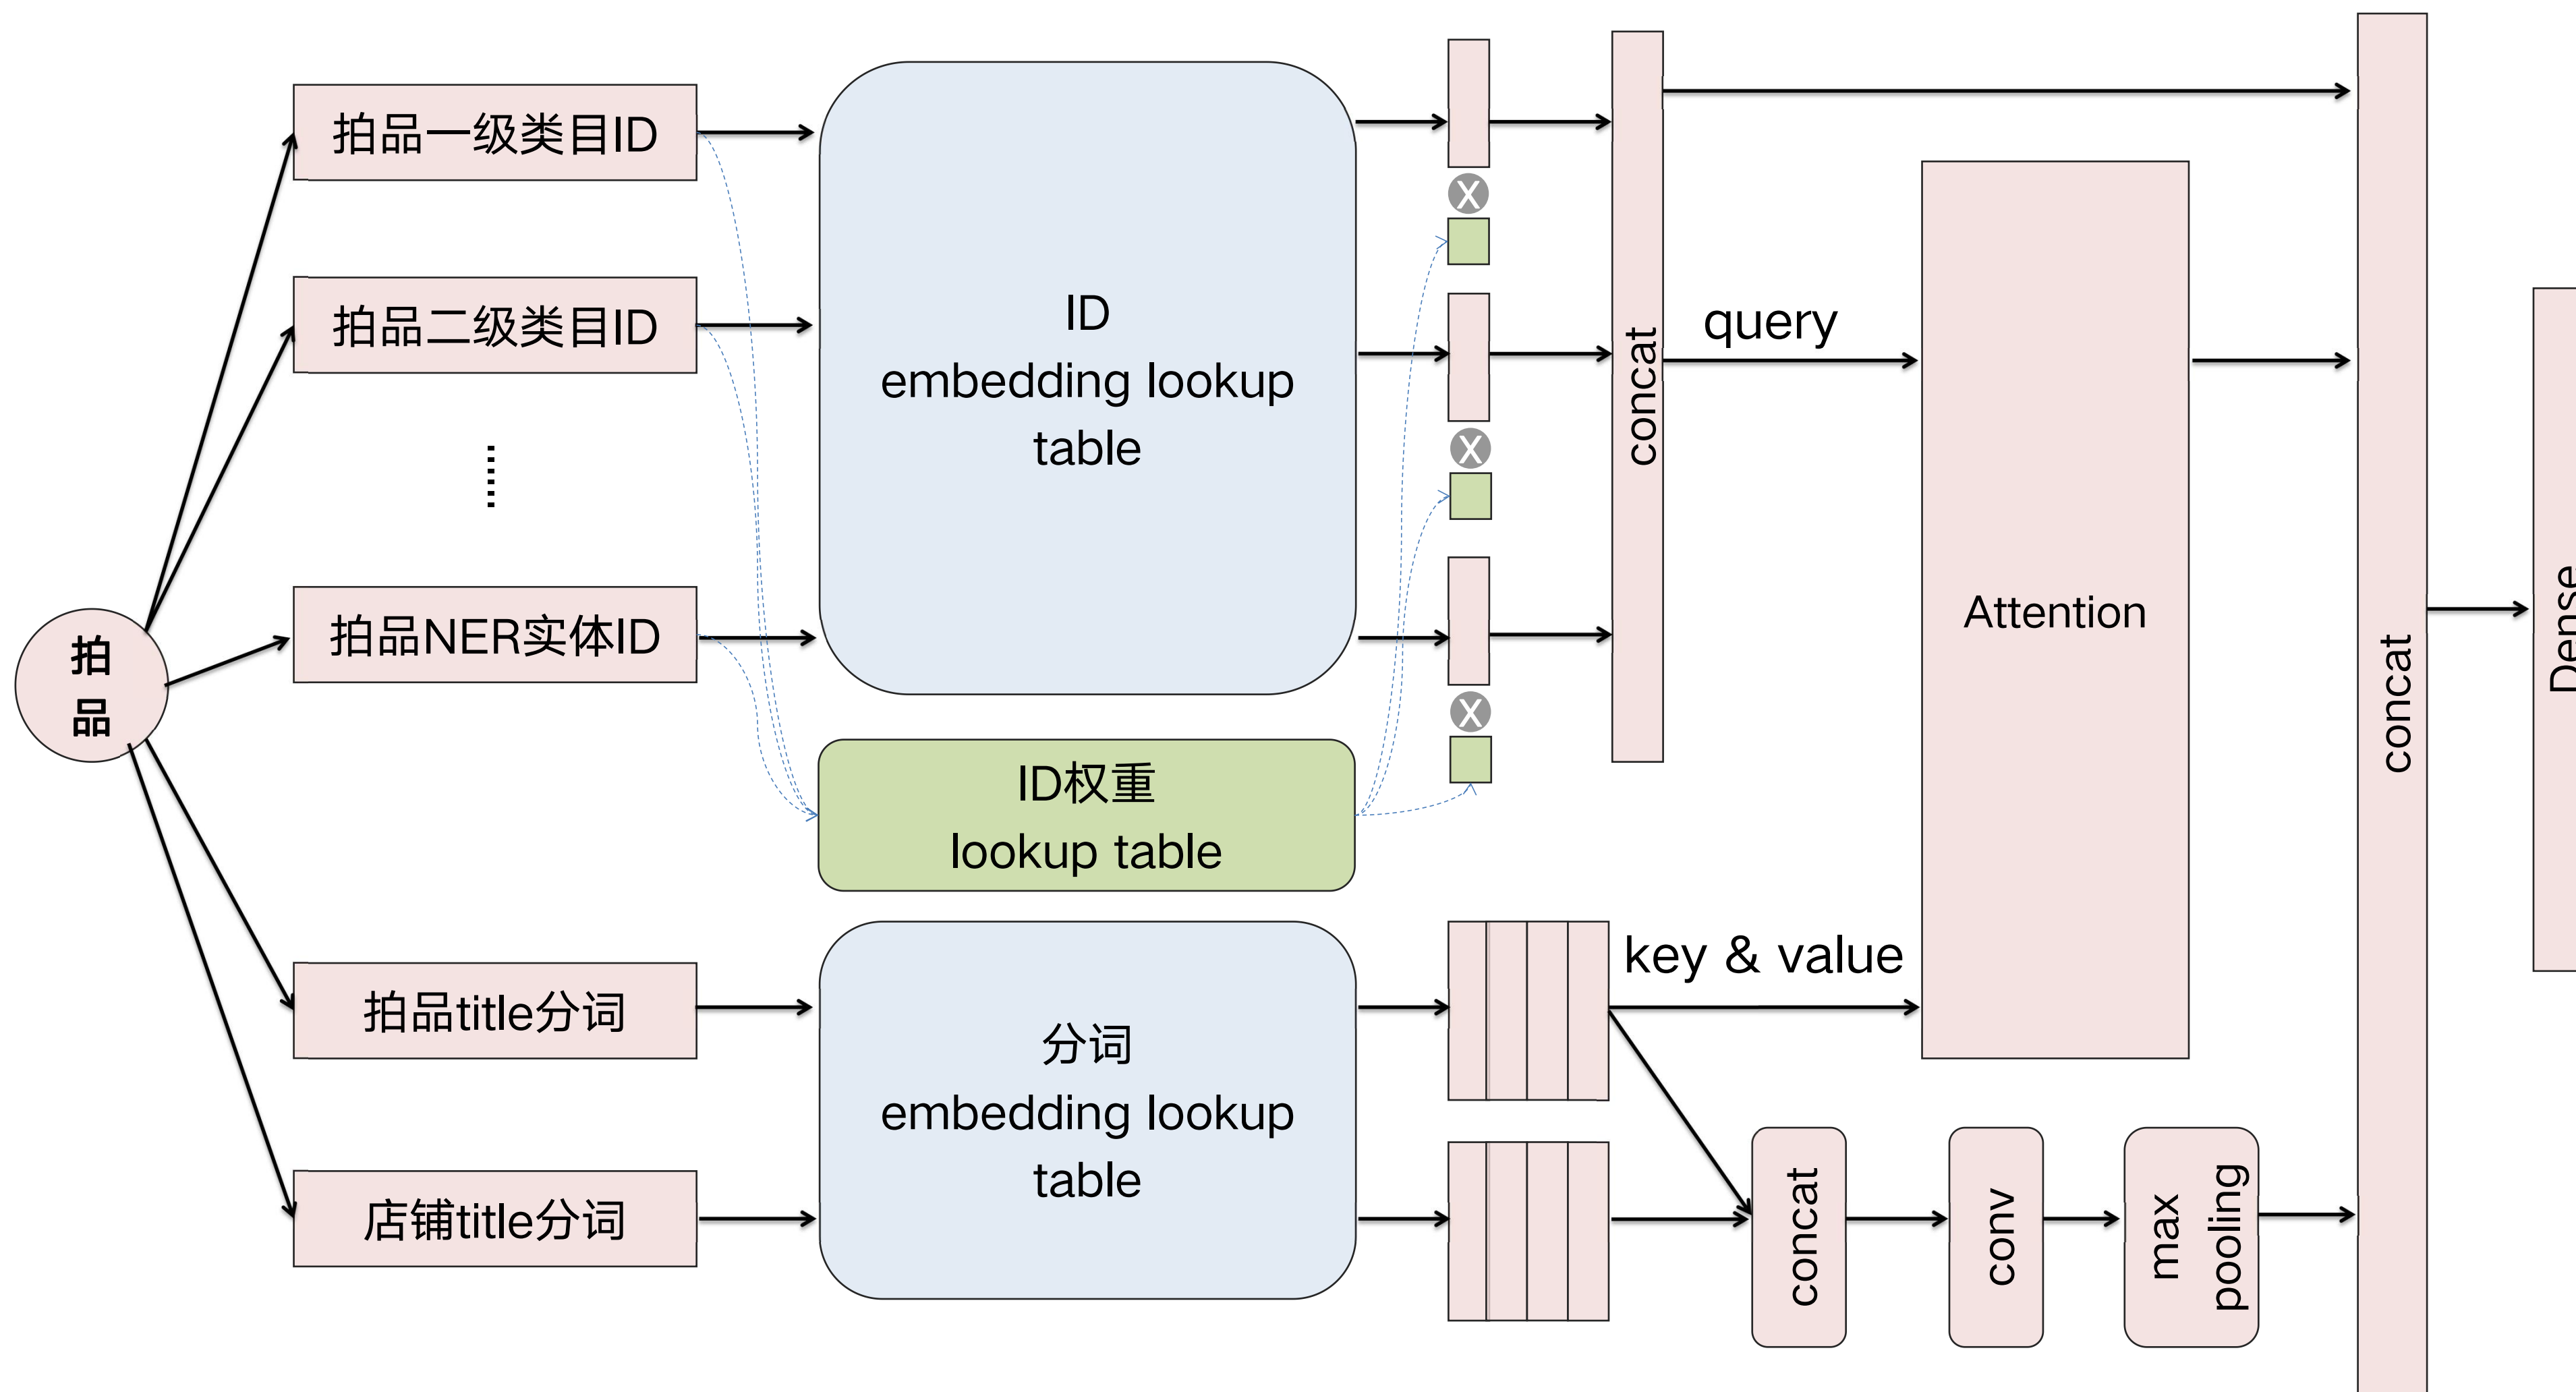 拍
品
拍品一级类目ID
拍品二级类目ID
......
拍品NER实体ID
拍品title分词
店铺title分词
ID
embedding lookup
table
ID权重
lookup table
分词
embedding lookup
table
X
X
X
concat
query
key & value
Attention
concat
conv
max
pooling
concat
Dense